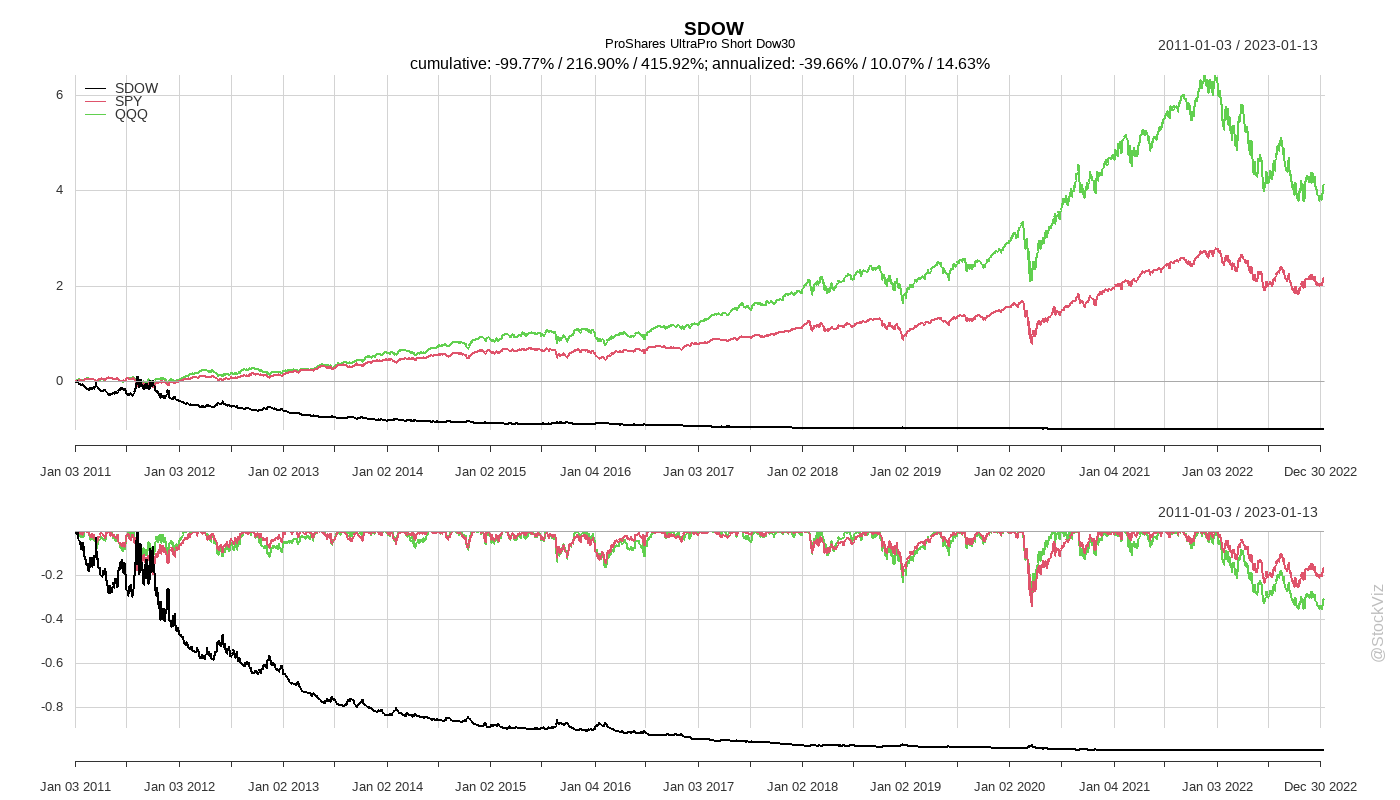 SDOW
ProShares UltraPro Short Dow30
2011-01-03 / 2023-01-13
cumulative: -99.77% / 216.90% / 415.92%; annualized: -39.66% / 10.07% / 14.63%
SDOW
SPY
QQQ
6
4
2
0
Jan 03 2011 Jan 03 2012 Jan 02 2013 Jan 02 2014 Jan 02 2015 Jan 04 2016 Jan 03 2017 Jan 02 2018 Jan 02 2019 Jan 02 2020 Jan 04 2021 Jan 03 2022 Dec 30 2022
2011-01-03 / 2023-01-13
-0.2
-0.4
-0.6
-0.8
Jan 03 2011 Jan 03 2012 Jan 02 2013 Jan 02 2014 Jan 02 2015 Jan 04 2016 Jan 03 2017 Jan 02 2018 Jan 02 2019 Jan 02 2020 Jan 04 2021 Jan 03 2022 Dec 30 2022
@StockViz